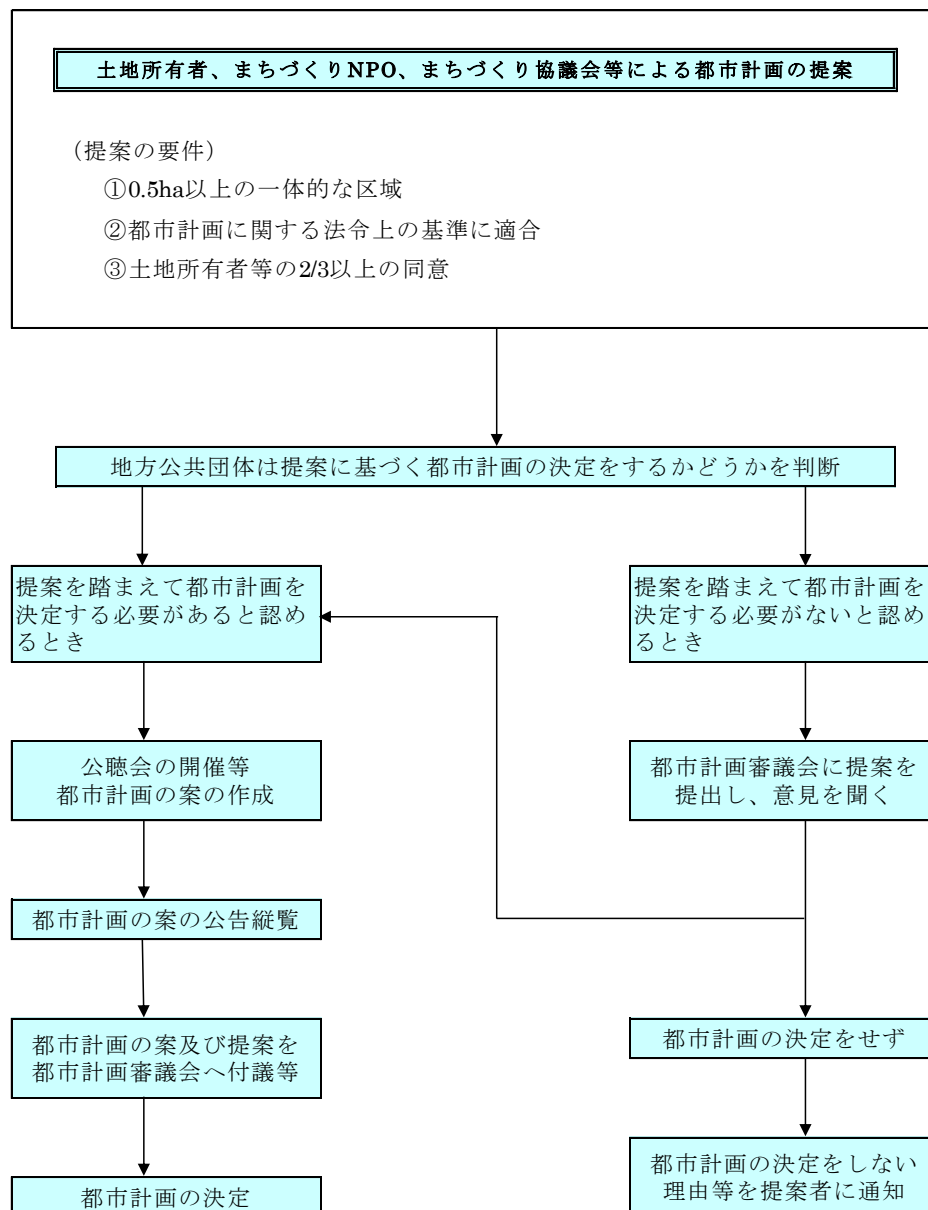 土地所有者、まちづくりNPO、まちづくり協議会等による都市計画の提案
（提案の要件）
①0.5ha以上の一体的な区域
②都市計画に関する法令上の基準に適合
③土地所有者等の2/3以上の同意
地方公共団体は提案に基づく都市計画の決定をするかどうかを判断
提案を踏まえて都市計画を
決定する必要があると認め
るとき
公聴会の開催等
都市計画の案の作成
都市計画の案の公告縦覧
都市計画の案及び提案を
都市計画審議会へ付議等
都市計画の決定
提案を踏まえて都市計画を
決定する必要がないと認め
るとき
都市計画審議会に提案を
提出し、意見を聞く
都市計画の決定をせず
都市計画の決定をしない
理由等を提案者に通知